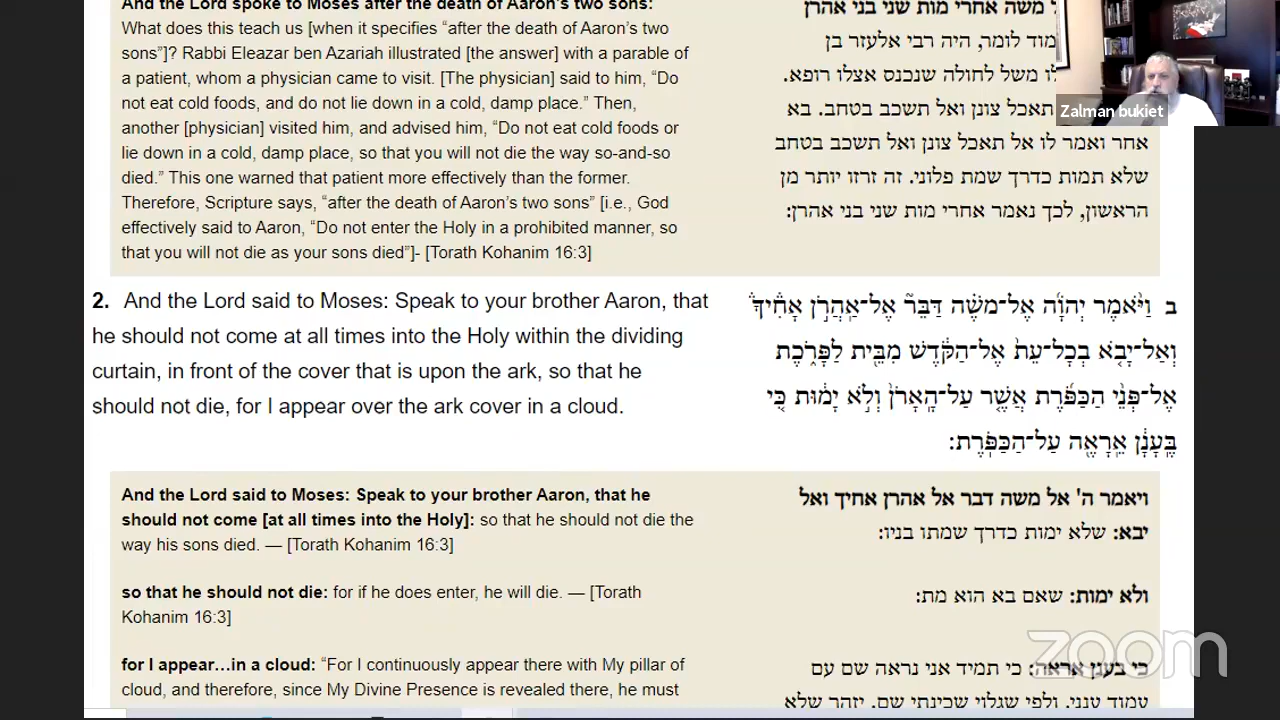 And the Lord spoke to Moses after the death of Aaron's two sons:
What does this teach us [when it specifies “after the death of Aaron’s two
sons”]? Rabbi Eleazar ben Azariah illustrated [the answer] with a parable of
a patient, whom a physician came to visit. [The physician] said to him, “Do
not eat cold foods, and do not lie down in a cold, damp place.” Then,
another [physician] visited him, and advised him, “Do not eat cold foods or
lie down in a cold, damp place, so that you will not die the way so-and-so
died.” This one warned that patient more effectively than the former.
Therefore, Scripture says, “after the death of Aaron’s two sons” [i.e., God
effectively said to Aaron, “Do not enter the Holy in a prohibited manner, so
that you will not die as your sons died”]- [Torath Kohanim 16:3]
משה אחרי מות שני בני אהרן
מוד לומר, היה רבי אלעזר בן
לו משל לחולה שנכנס אצלו רופא.
תאכל צונן ואל תשכב בטחב. בא
אחר ואמר לו אל תאכל צונן ואל תשכב בטחב
שלא תמות כדרך שמת פלוני. זה זרזו יותר מן
הראשון, לכך נאמר אחרי מות שני בני אהרן:
Zalman bukiet
2. And the Lord said to Moses: Speak to your brother Aaron, that
he should not come at all times into the Holy within the dividing
curtain, in front of the cover that is upon the ark, so that he
should not die, for I appear over the ark cover in a cloud.
ב וַיֹּ֨אמֶר יְהֹוָ֜ה אֶל־משֶׁ֗ה דַּבֵּר֘ אֶל־אַֽהֲרֹ֣ן אָחִ֒יךָ֒
וְאַל־יָבֹ֤א בְכָל־עֵת֙ אֶל־הַקֹּ֔דֶשׁ מִבֵּ֖ית לַפָּרֹ֑כֶת
אֶל־פְּנֵ֨י הַכַּפֹּ֜רֶת אֲשֶׁ֤ר עַל־הָֽאָרֹן֙ וְלֹ֣א יָמ֔וּת כִּ֚י
בֶּֽעָנָ֔ן אֵֽרָאֶ֖ה עַל־הַכַּפֹּֽרֶת:
And the Lord said to Moses: Speak to your brother Aaron, that he
should not come [at all times into the Holy]: so that he should not die the
way his sons died. — [Torath Kohanim 16:3]
so that he should not die: for if he does enter, he will die. — [Torath
Kohanim 16:3]
for I appear…in a cloud: “For I continuously appear there with My pillar of
cloud, and therefore, since My Divine Presence is revealed there, he must
ויאמר ה' אל משה דבר אל אהרן אחיך ואל
יבא: שלא ימות כדרך שמתו בניו:
ולא ימות: שאם בא הוא מת:
כי בענן אראה: כי תמיד אני נראה שם עם
עמוד ענני. ולפי שגלוי שכינתי שם, יזהר שלא
zoom